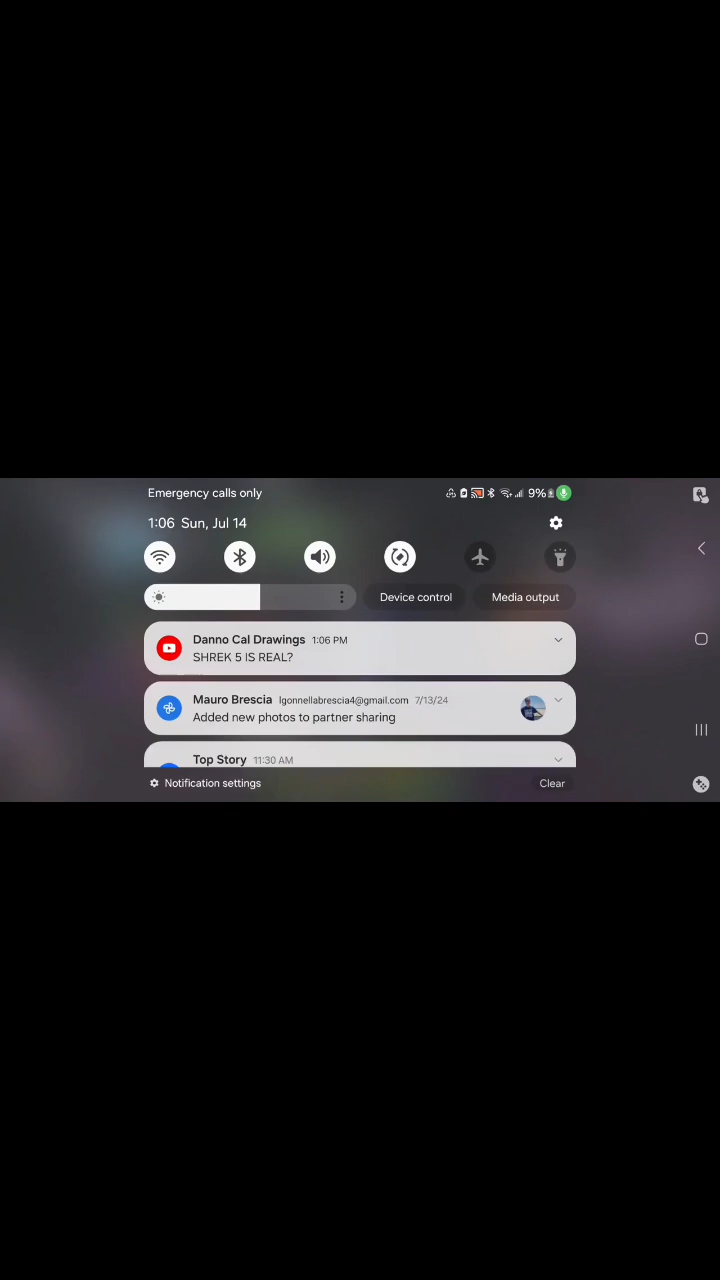 Emergency calls only
9%
1:06 Sun, Jul 14
Device control
Media output
Danno Cal Drawings 1:06 PM
SHREK 5 IS REAL?
Mauro Brescia lgonnellabrescia4@gmail.com 7/13/24
Added new photos to partner sharing
Top Story 11:30 AM
Notification settings
Clear